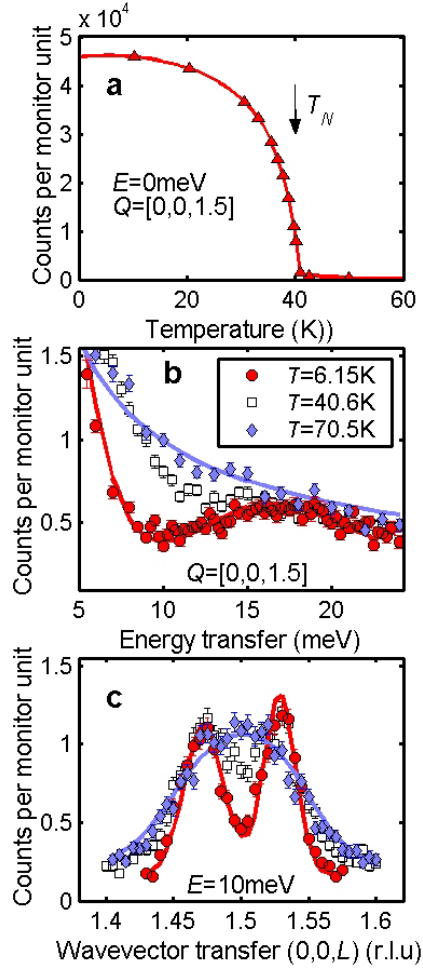 x 10⁴
5
4
3
2
1
0
Counts per monitor unit
a
T_N
E=0meV
Q=[0,0,1.5]
0 20 40 60
Temperature (K)
1.5
1
0.5
Counts per monitor unit
b
T=6.15K
T=40.6K
T=70.5K
Q=[0,0,1.5]
5 10 15 20
Energy transfer (meV)
1.5
1
0.5
0
Counts per monitor unit
c
E=10meV
1.4 1.45 1.5 1.55 1.6
Wavevector transfer (0,0,L) (r.l.u)